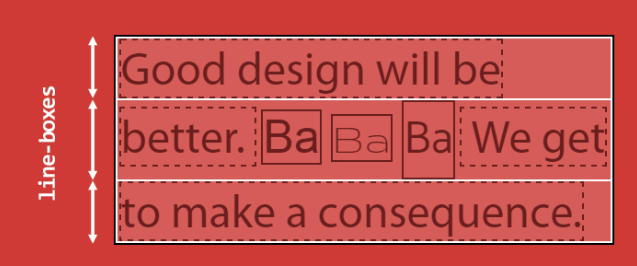 line-boxes
Good design will be
better. Ba Ba Ba We get
to make a consequence.